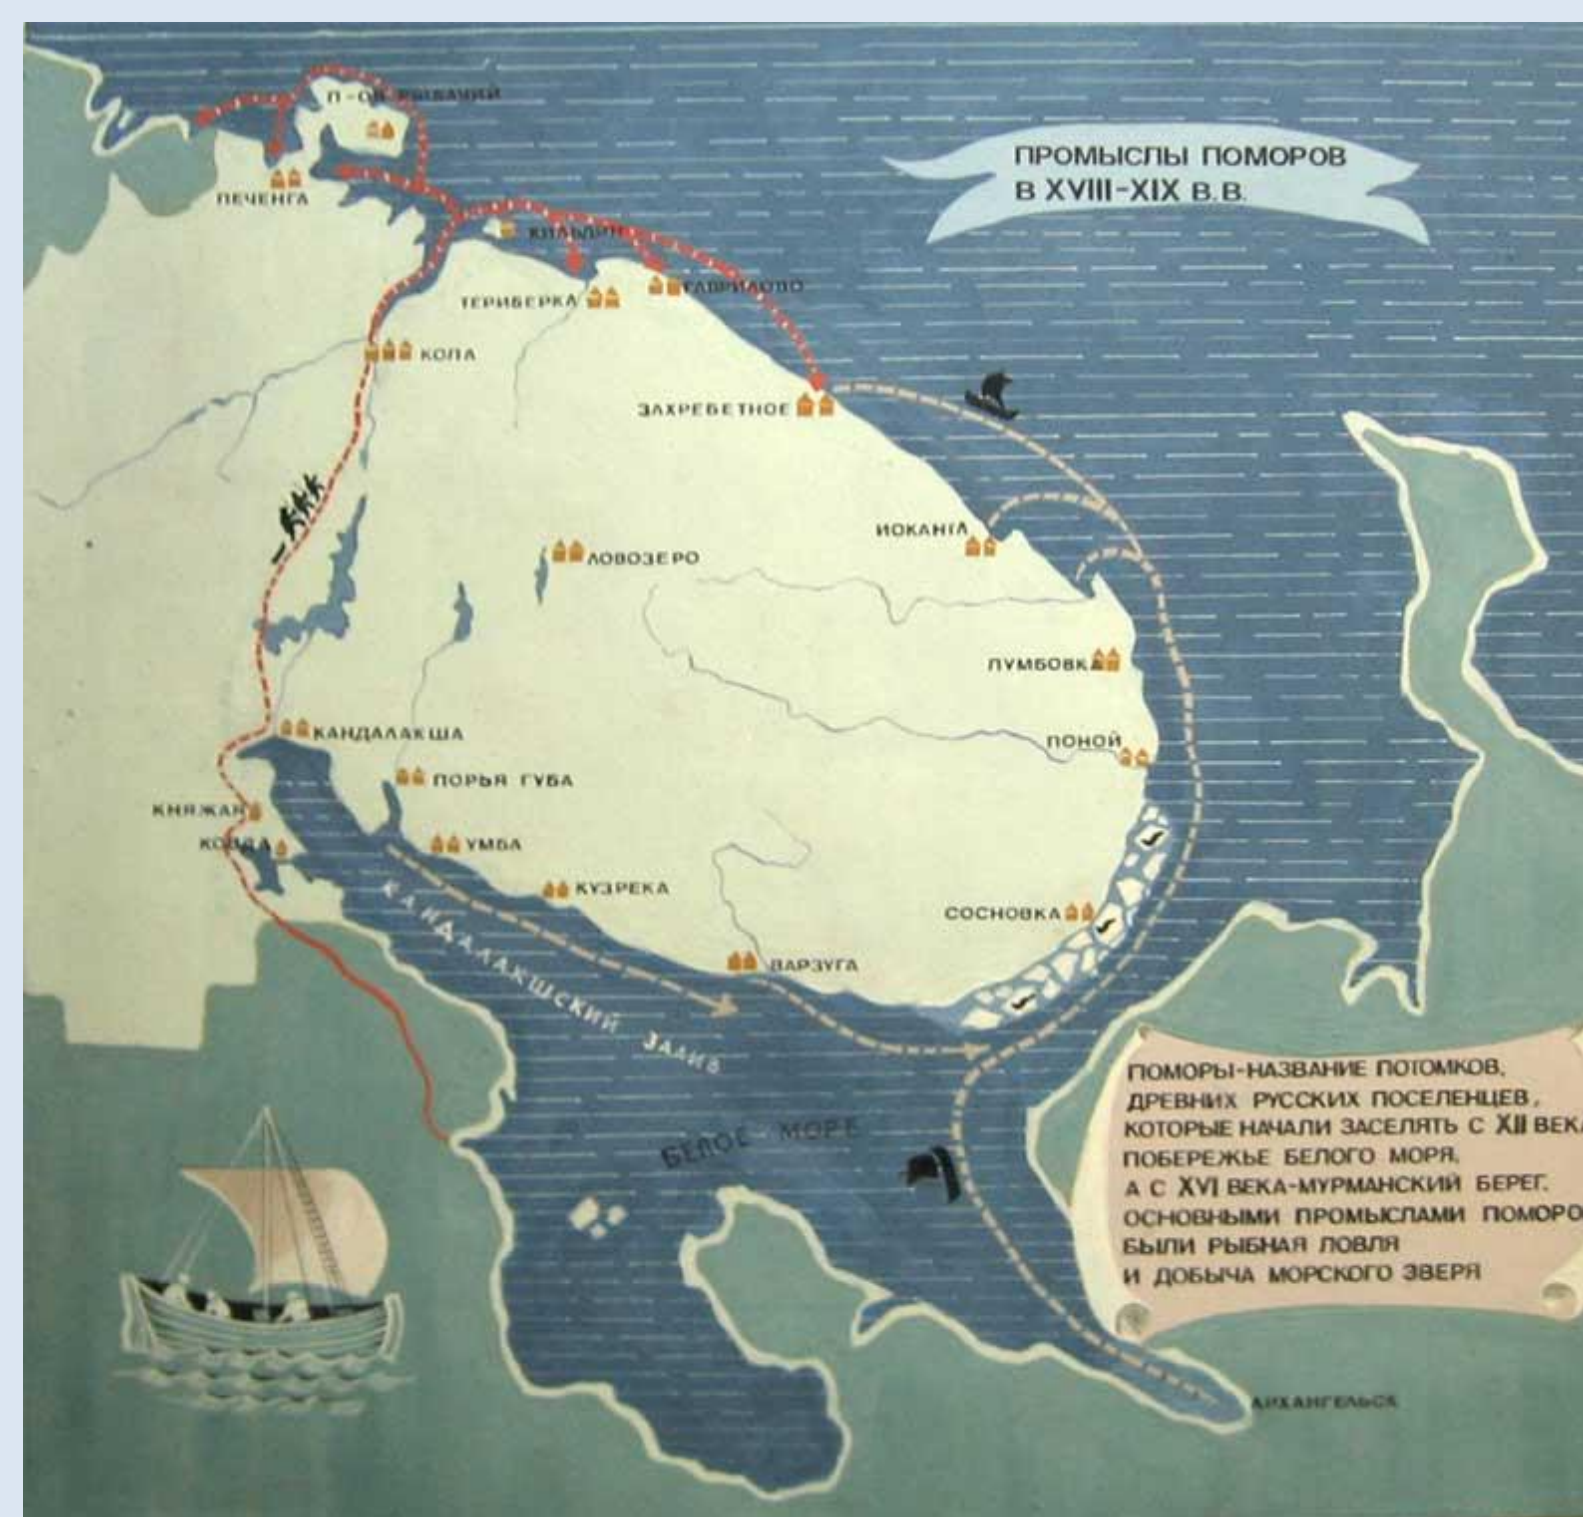 П-ОВ РЫБАЧИЙ
ПРОМЫСЛЫ ПОМОРОВ
В XVIII-XIX В.В.
ПЕЧЕНГА
КИЛЬДИН
ТЕРИБЕРКА
ГАВРИЛОВО
КОЛА
ЗАХРЕБЕТНОЕ
ИОКАНГА
ЛОВОЗЕРО
ЛУМБОВКА
КАНДАЛАКША
ПОНОЙ
ПОРЬЯ ГУБА
КНЯЖАЯ
КОВДА
УМБА
КУЗРЕКА
СОСНОВКА
ВАРЗУГА
КАНДАЛАКШСКИЙ ЗАЛИВ
БЕЛОЕ МОРЕ
ПОМОРЫ-НАЗВАНИЕ ПОТОМКОВ,
ДРЕВНИХ РУССКИХ ПОСЕЛЕНЦЕВ,
КОТОРЫЕ НАЧАЛИ ЗАСЕЛЯТЬ С XII ВЕКА
ПОБЕРЕЖЬЕ БЕЛОГО МОРЯ,
А С XVI ВЕКА-МУРМАНСКИЙ БЕРЕГ.
ОСНОВНЫМИ ПРОМЫСЛАМИ ПОМОРО
БЫЛИ РЫБНАЯ ЛОВЛЯ
И ДОБЫЧА МОРСКОГО ЗВЕРЯ
АРХАНГЕЛЬСК